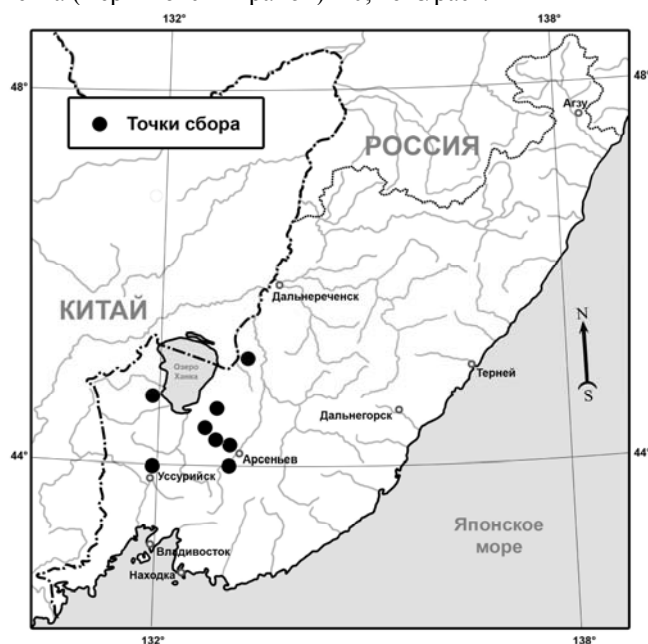 132°
138°
48°
48°
Точки сбора
Агзу
РОССИЯ
Дальнереченск
КИТАЙ
Озеро
Ханка
N
S
Терней
Дальнегорск
44°
Арсеньев
44°
Уссурийск
Японское
море
Владивосток
Находка
132°
138°